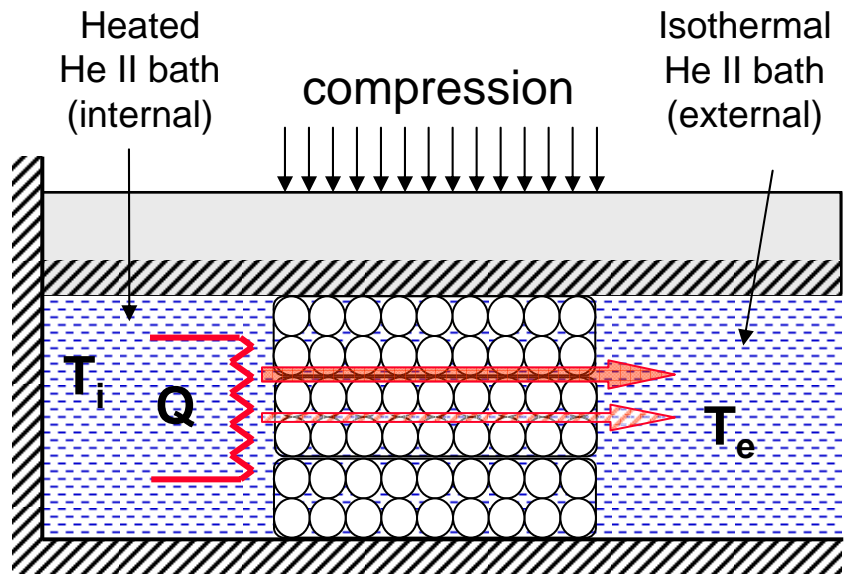 Heated
He II bath
(internal)
compression
Isothermal
He II bath
(external)
Ti
Q
Te